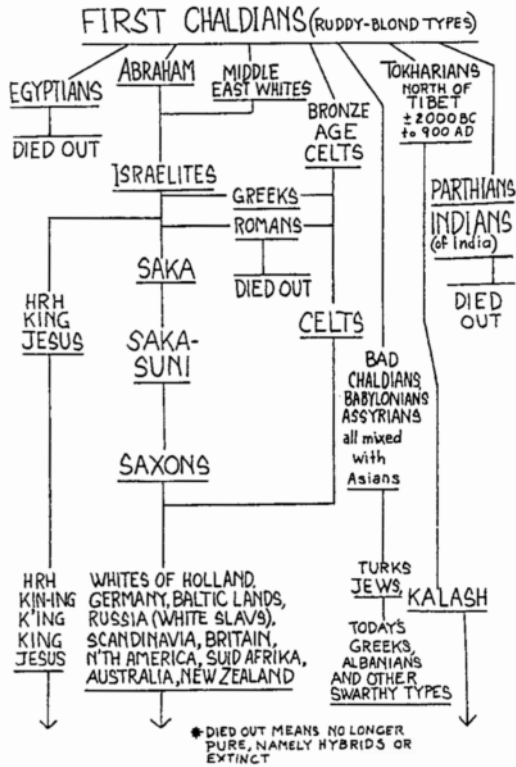 FIRST CHALDIANS (RUDDY-BLOND TYPES)
EGYPTIANS
DIED OUT
ABRAHAM
MIDDLE
EAST WHITES
ISRAELITES
GREEKS
ROMANS
DIED OUT
BRONZE
AGE
CELTS
CELTS
SAKA
SAKA-
SUNI
SAXONS
HRH
KING
JESUS
BAD
CHALDIANS,
BABYLONIANS
ASSYRIANS
all mixed
with
Asians
TOKHARIANS
NORTH OF
TIBET
± 2000 BC
to 900 AD
PARTHIANS
INDIANS
(of India)
DIED
OUT
HRH
KIN-ING
K'ING
KING
JESUS
WHITES OF HOLLAND,
GERMANY, BALTIC LANDS,
RUSSIA (WHITE SLAVS),
SCANDINAVIA, BRITAIN,
N'TH AMERICA, SUID AFRIKA,
AUSTRALIA, NEW ZEALAND
TURKS
JEWS,
TODAY'S
GREEKS,
ALBANIANS
AND OTHER
SWARTHY TYPES
KALASH
* DIED OUT MEANS NO LONGER
PURE, NAMELY HYBRIDS OR
EXTINCT